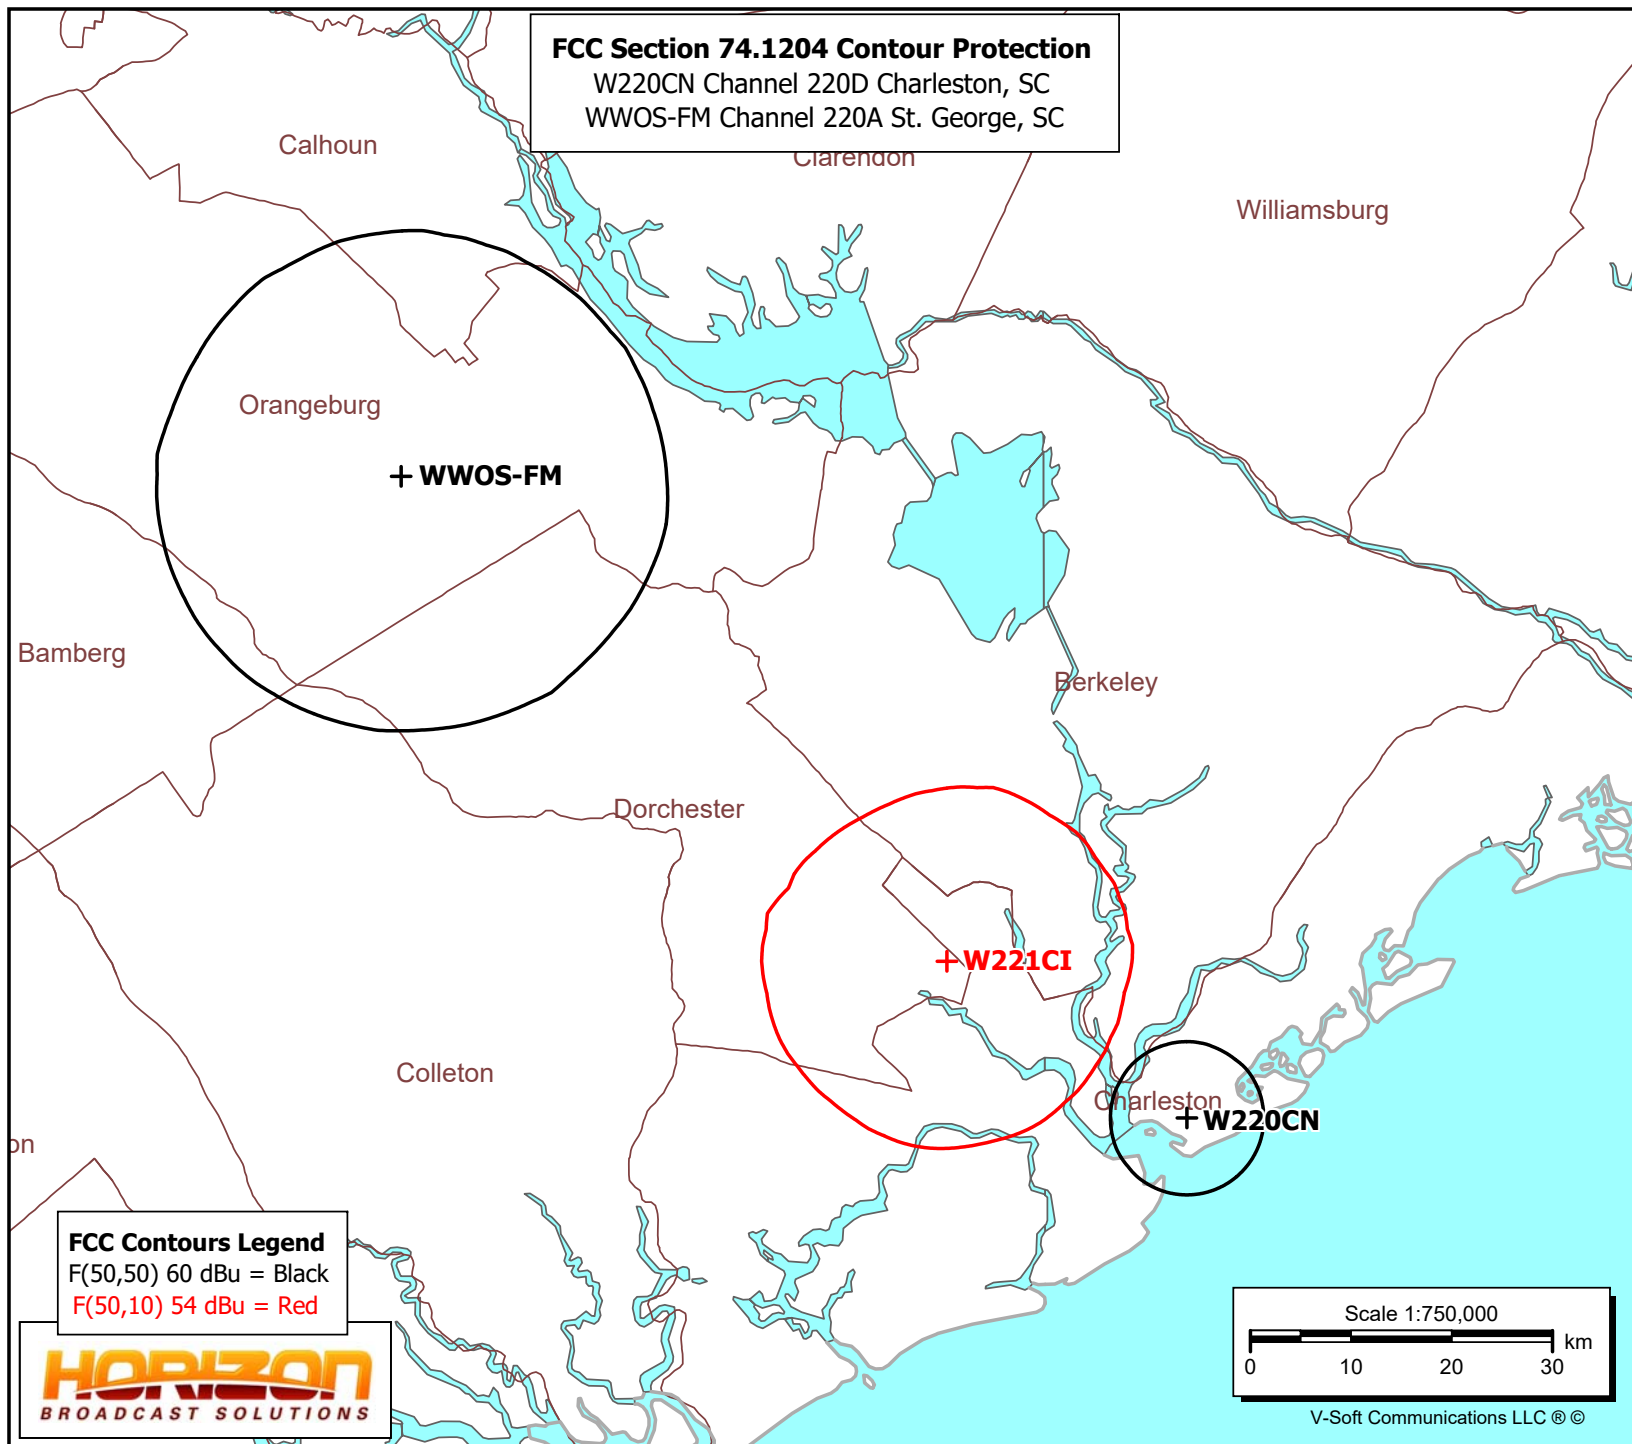 FCC Section 74.1204 Contour Protection
W220CN Channel 220D Charleston, SC
WWOS-FM Channel 220A St. George, SC
Calhoun
Clarendon
Williamsburg
Orangeburg
WWOS-FM
Bamberg
Berkeley
Dorchester
W221CI
Colleton
Charleston
W220CN
on
FCC Contours Legend
F(50,50) 60 dBu = Black
F(50,10) 54 dBu = Red
HORIZON
BROADCAST SOLUTIONS
Scale 1:750,000
km
0 10 20 30
V-Soft Communications LLC ® ©